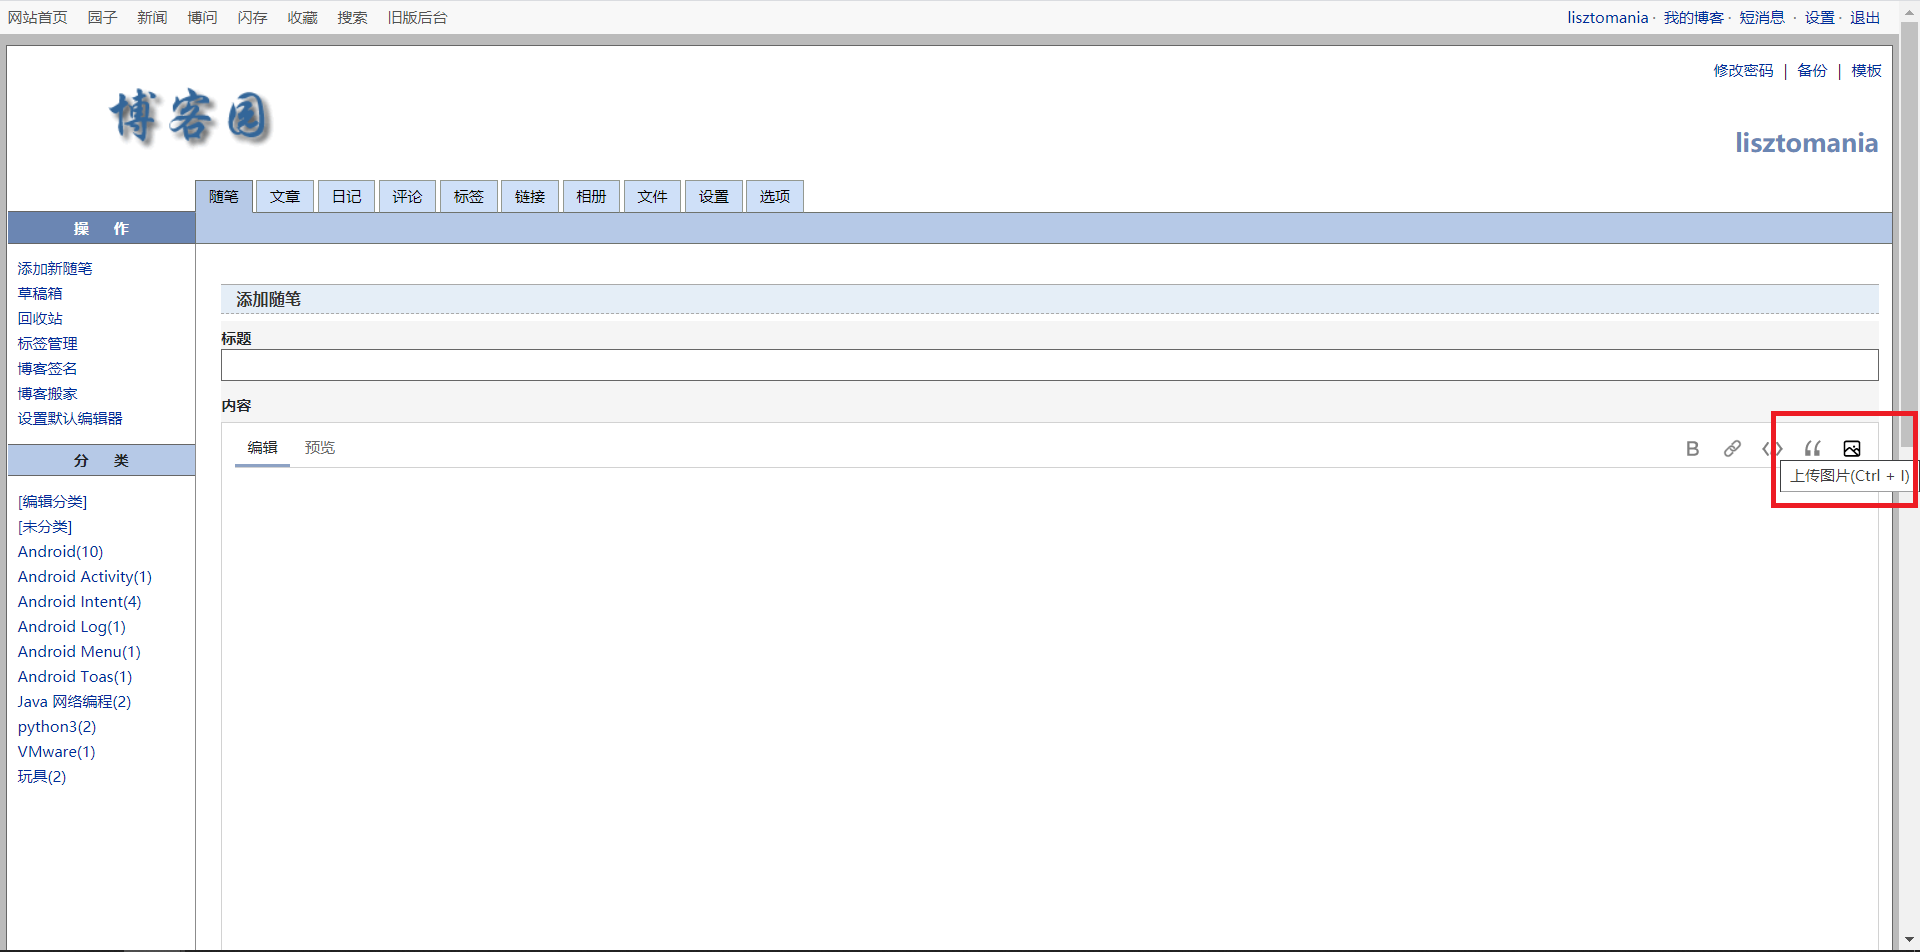 网站首页 园子 新闻 博问 闪存 收藏 搜索 旧版后台
lisztomania · 我的博客 · 短消息 · 设置 · 退出
修改密码 | 备份 | 模板
博客园
lisztomania
随笔 文章 日记 评论 标签 链接 相册 文件 设置 选项
操 作
添加新随笔
草稿箱
回收站
标签管理
博客签名
博客搬家
设置默认编辑器
分 类
[编辑分类]
[未分类]
Android(10)
Android Activity(1)
Android Intent(4)
Android Log(1)
Android Menu(1)
Android Toas(1)
Java 网络编程(2)
python3(2)
VMware(1)
玩具(2)
添加随笔
标题
内容
编辑 预览
B
上传图片(Ctrl + I)